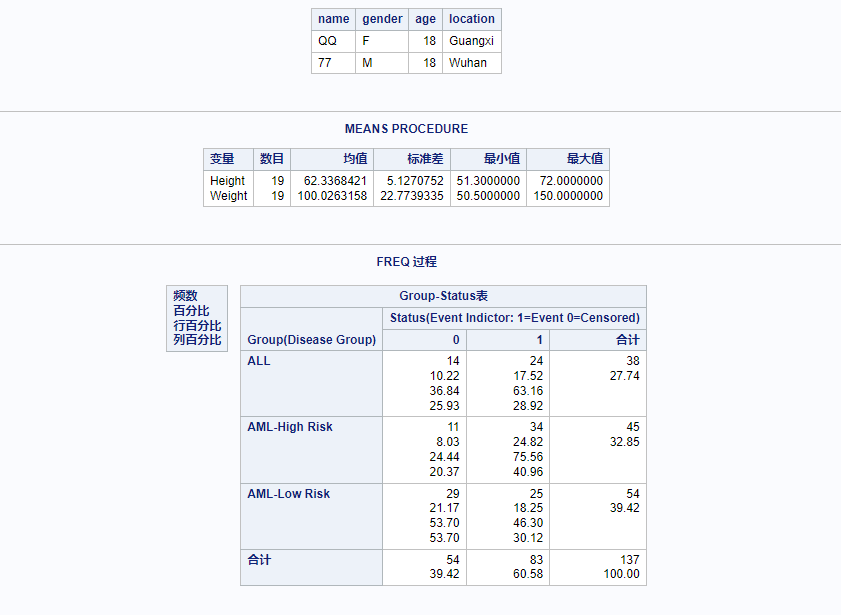 name gender age location
QQ F 18 Guangxi
77 M 18 Wuhan
MEANS PROCEDURE
变量 数目 均值 标准差 最小值 最大值
Height 19 62.3368421 5.1270752 51.3000000 72.0000000
Weight 19 100.0263158 22.7739335 50.5000000 150.0000000
FREQ 过程
频数
百分比
行百分比
列百分比
Group-Status表
Status(Event Indictor: 1=Event 0=Censored)
Group(Disease Group) 0 1 合计
ALL 14 24 38
10.22 17.52 27.74
36.84 63.16
25.93 28.92
AML-High Risk 11 34 45
8.03 24.82 32.85
24.44 75.56
20.37 40.96
AML-Low Risk 29 25 54
21.17 18.25 39.42
53.70 46.30
53.70 30.12
合计 54 83 137
39.42 60.58 100.00